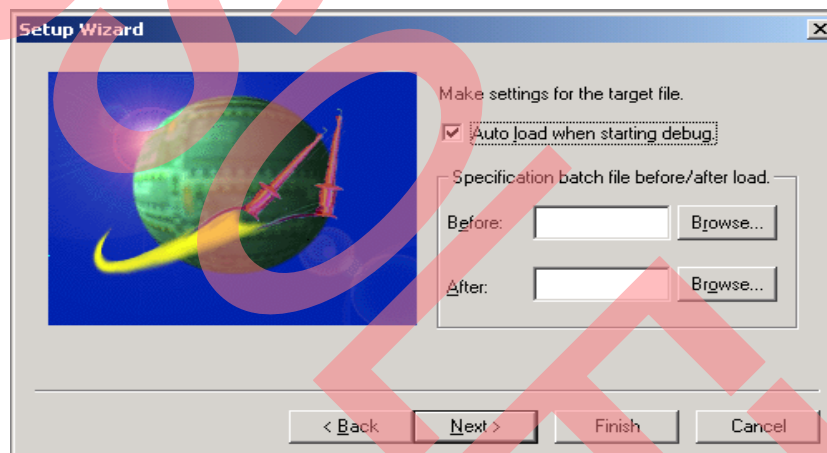 Setup Wizard
Make settings for the target file.
Auto load when starting debug.
Specification batch file before/after load.
Before:
Browse...
After:
Browse...
< Back
Next >
Finish
Cancel